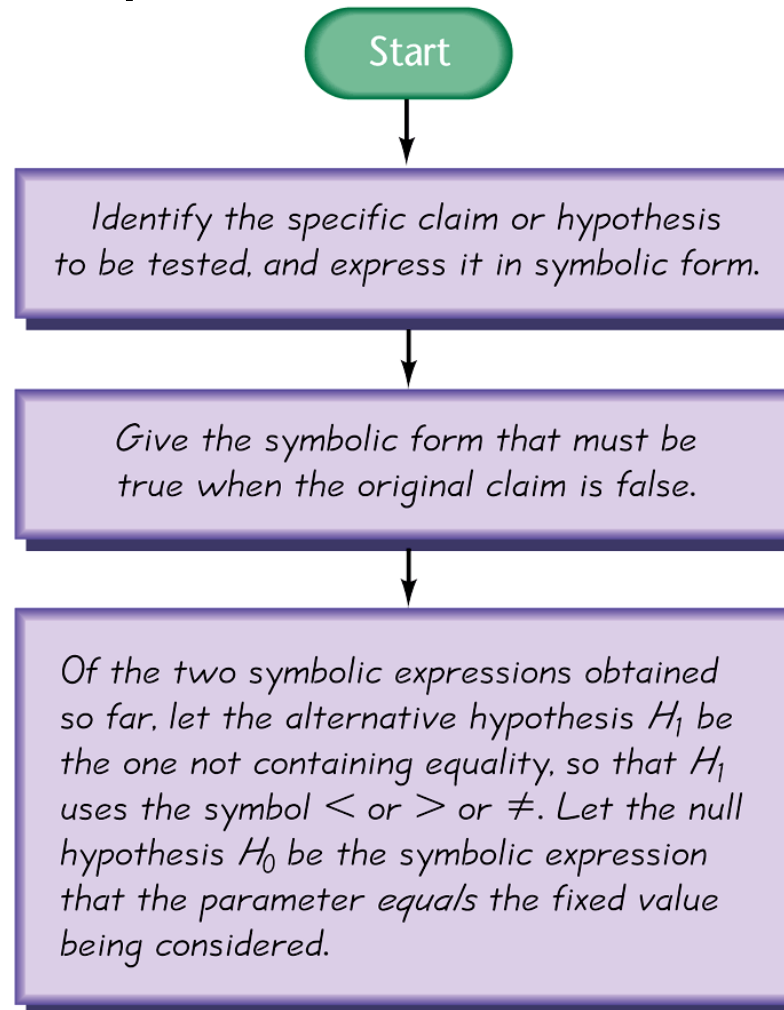 Start
Identify the specific claim or hypothesis
to be tested, and express it in symbolic form.
Give the symbolic form that must be
true when the original claim is false.
Of the two symbolic expressions obtained
so far, let the alternative hypothesis H₁ be
the one not containing equality, so that H₁
uses the symbol < or > or ≠. Let the null
hypothesis H₀ be the symbolic expression
that the parameter equals the fixed value
being considered.